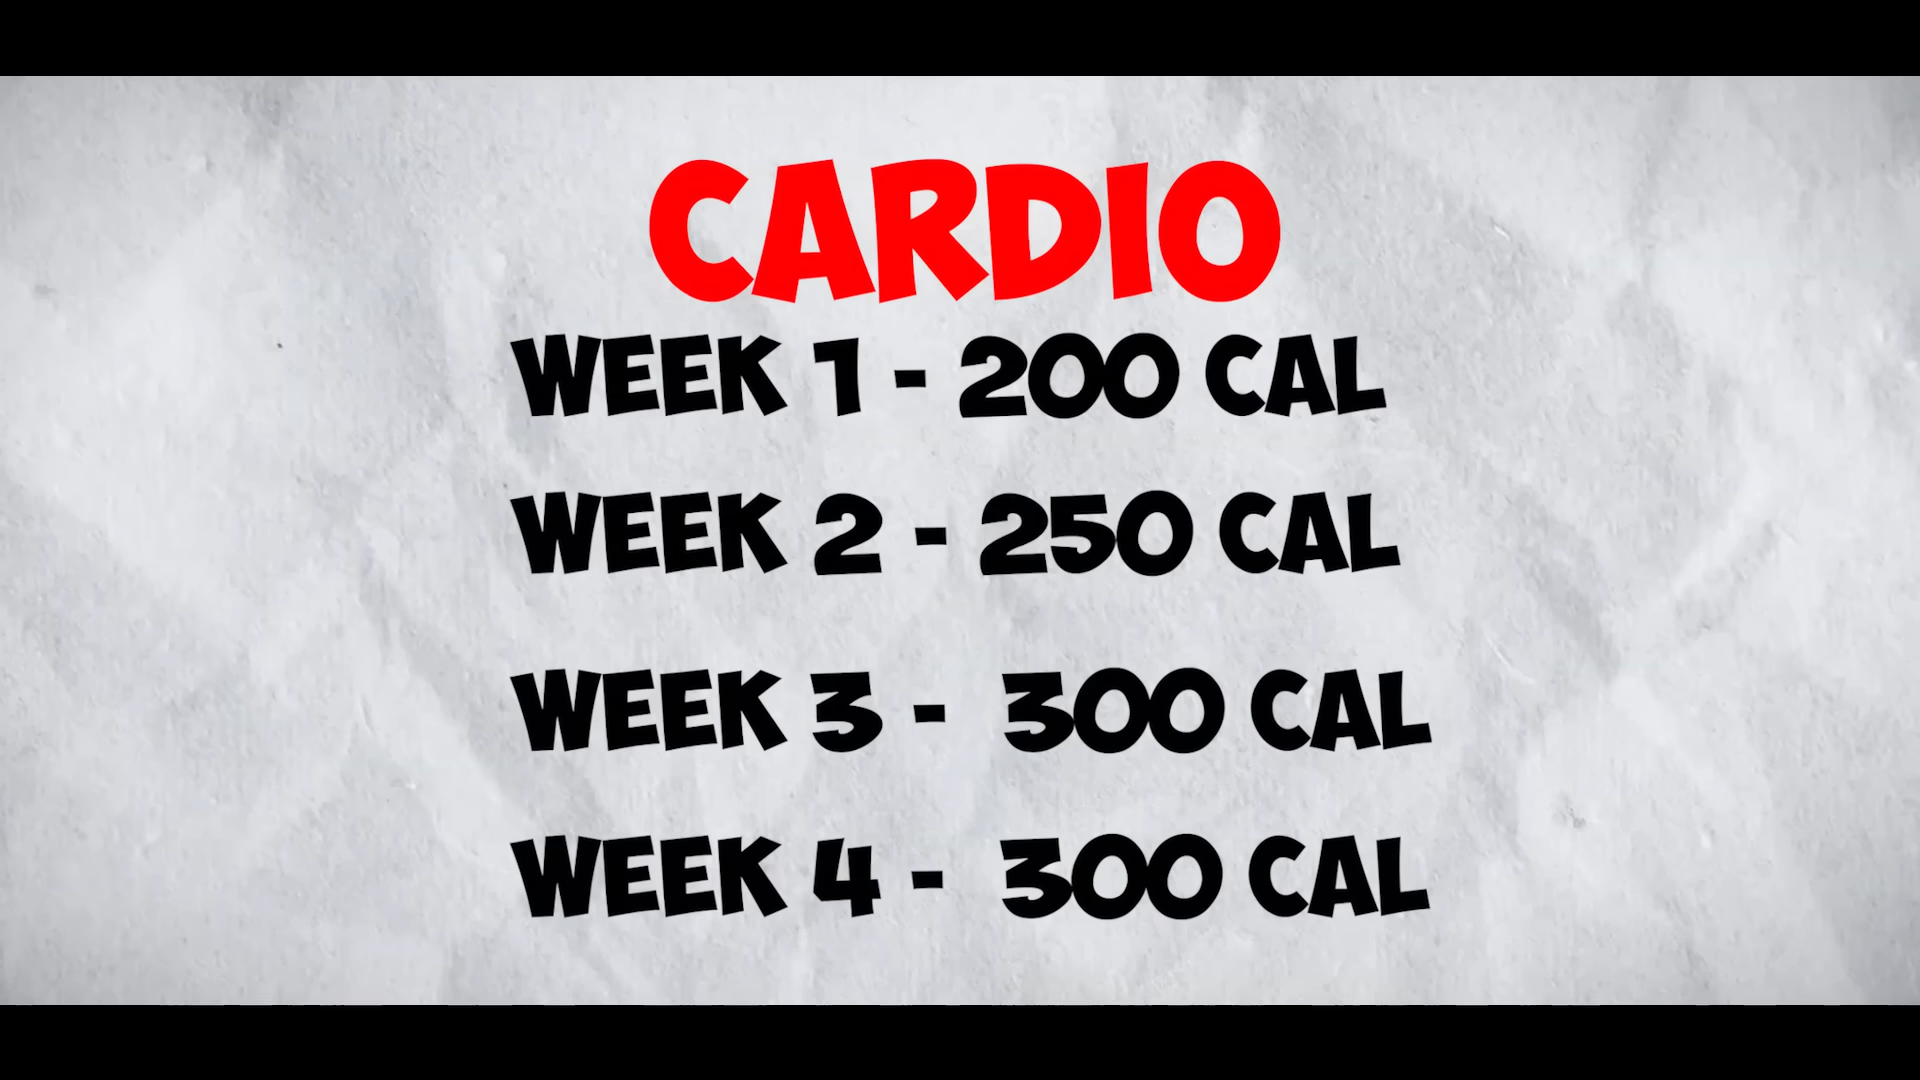 CARDIO
WEEK 1 - 200 CAL
WEEK 2 - 250 CAL
WEEK 3 - 300 CAL
WEEK 4 - 300 CAL